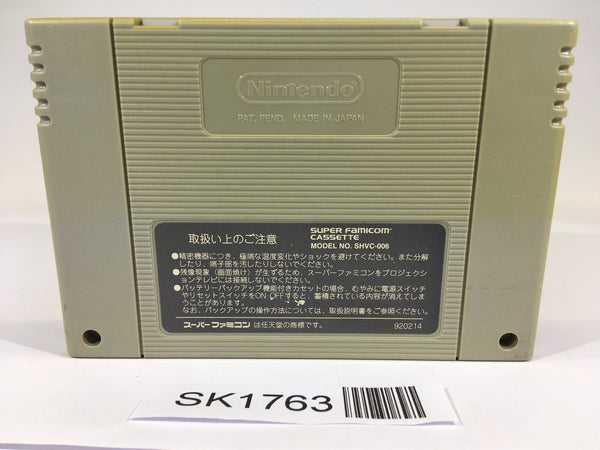 Nintendo
PAT. PEND. MADE IN JAPAN
取扱い上のご注意
SUPER FAMICOM
CASSETTE
MODEL NO. SHVC-006
●精密機器につき、極端な温度変化やショックを避けてください。また分解
したり、端子部を汚したりしないでください。
●残像現象（画面焼け）が生ずるため、スーパーファミコンをプロジェクシ
ョンテレビには接続しないでください。
●バッテリーバックアップ機能付きカセットの場合、むやみに電源スイッチ
やリセットスイッチをON・OFFすると、蓄積されている内容が消えてしま
うことがあります。
なお、バックアップの操作方法については、取扱説明書をご参照ください。
スーパーファミコン は任天堂の商標です。
920214
SK1763